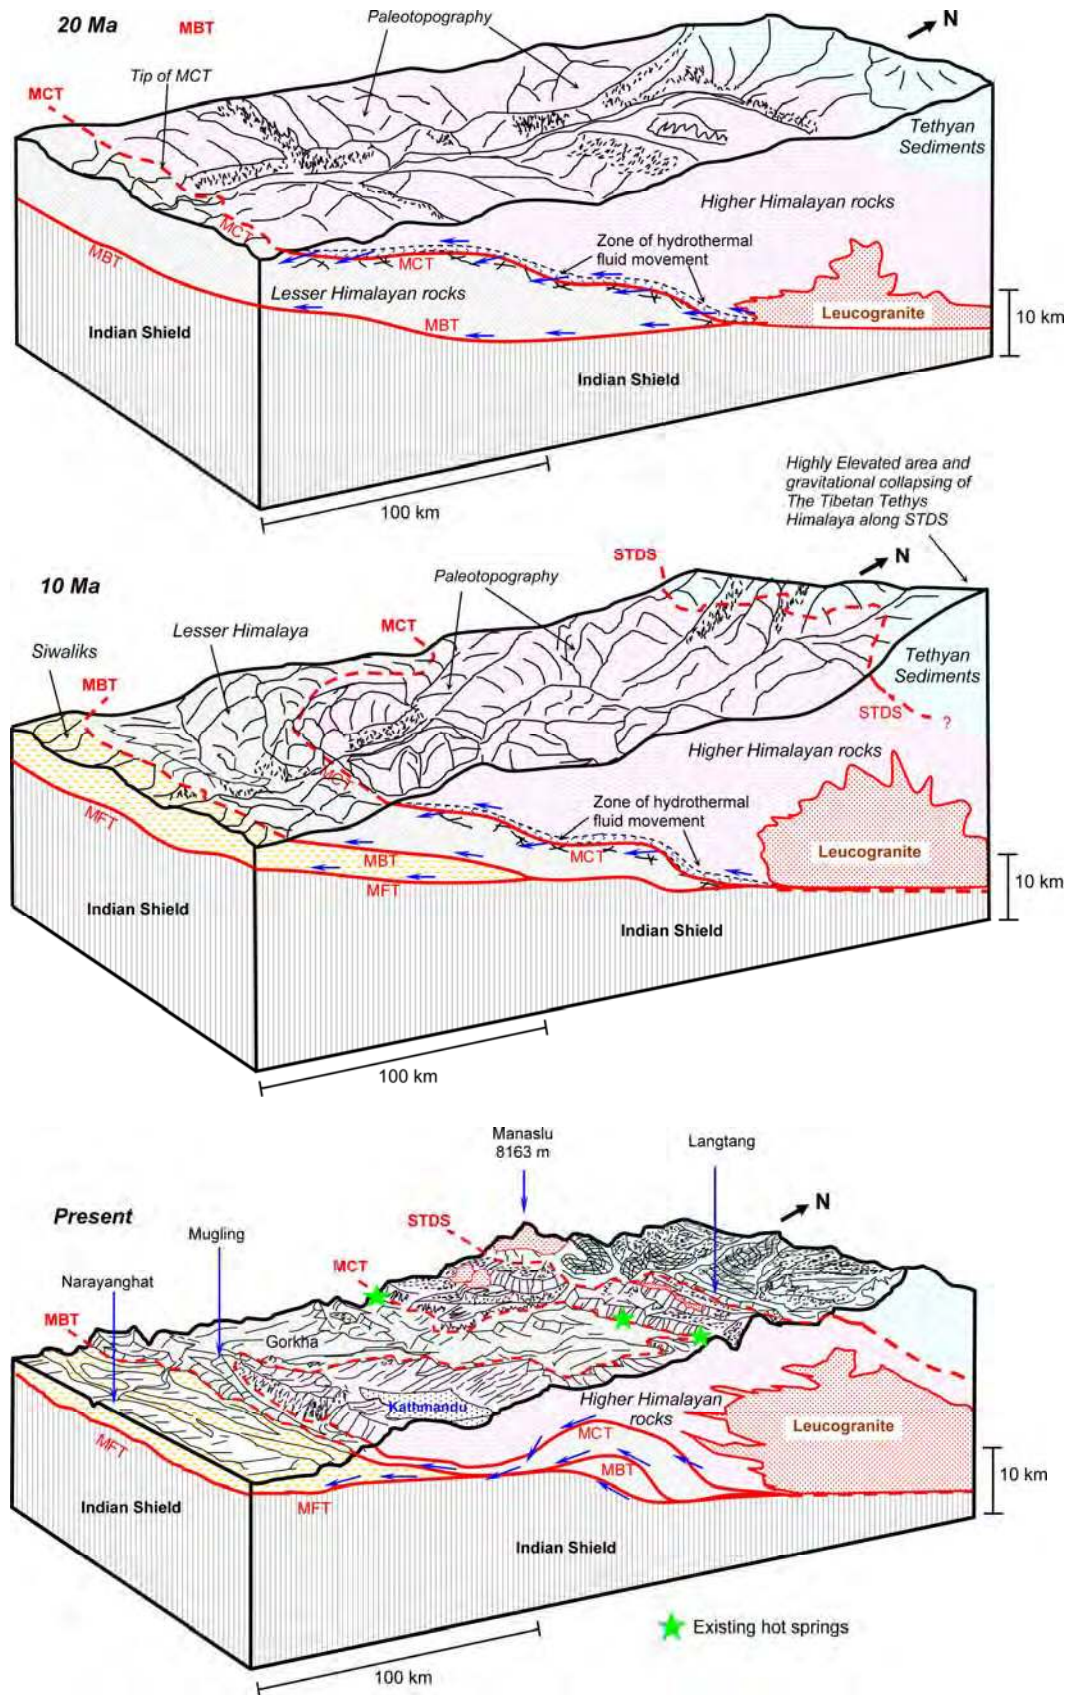 20 Ma
MBT
Paleotopography
N
Tip of MCT
MCT
Tethyan
Sediments
Higher Himalayan rocks
MCT
Zone of hydrothermal
fluid movement
MBT
MCT
Lesser Himalayan rocks
Leucogranite
10 km
MBT
Indian Shield
Indian Shield
100 km
Highly Elevated area and
gravitational collapsing of
The Tibetan Tethys
Himalaya along STDS
10 Ma
STDS
N
Paleotopography
Lesser Himalaya
MCT
Siwaliks
MBT
Tethyan
Sediments
STDS
?
Higher Himalayan rocks
MCT
Zone of hydrothermal
fluid movement
MFT
MBT
MCT
Leucogranite
10 km
MFT
Indian Shield
Indian Shield
100 km
Manaslu
8163 m
Langtang
Present
N
Mugling
STDS
MCT
Narayanghat
MBT
Gorkha
Kathmandu
Higher Himalayan
rocks
Leucogranite
MCT
MFT
MBT
10 km
MFT
Indian Shield
Indian Shield
Existing hot springs
100 km